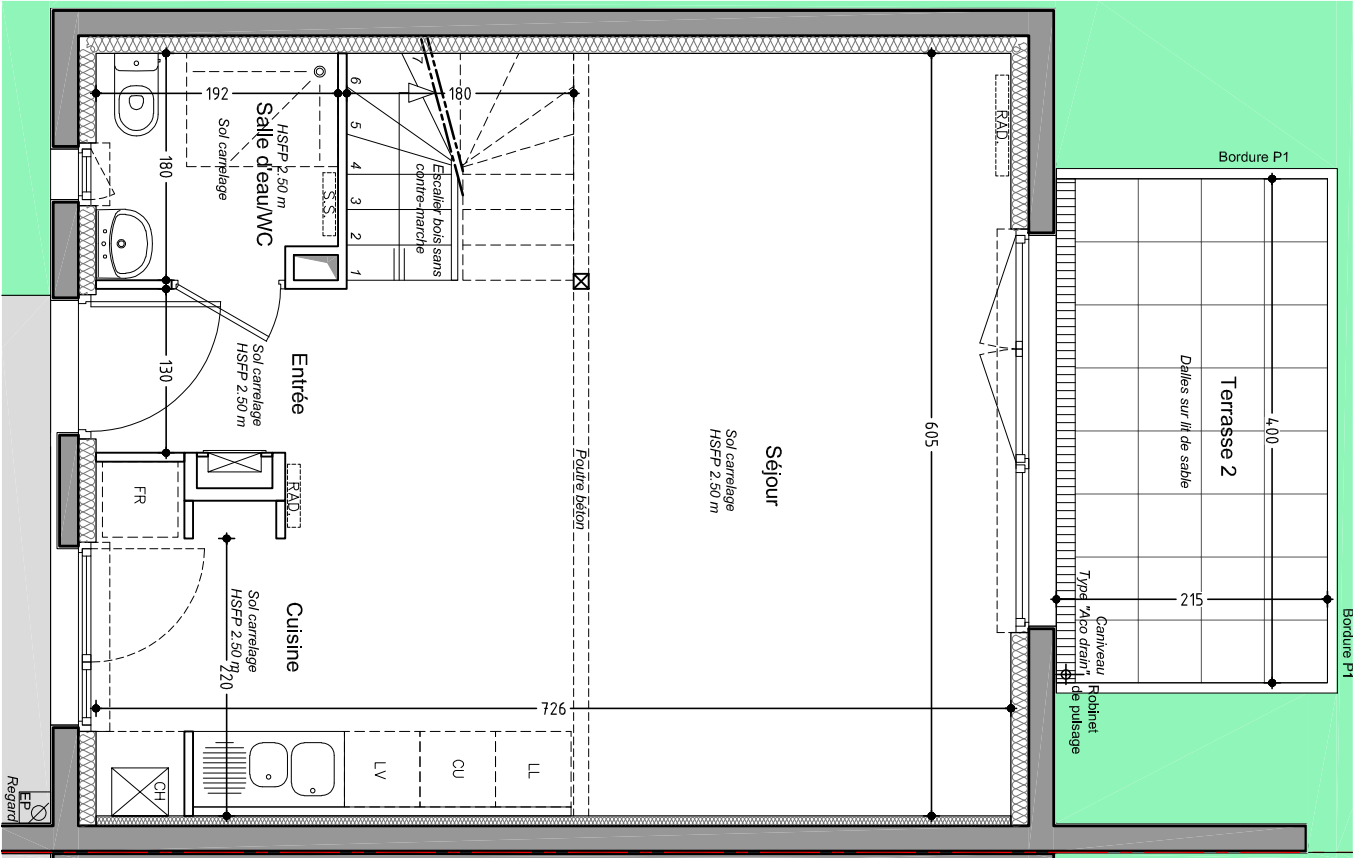 Bordure P1
Bordure P1
192
180
180
130
Salle d'eau/WC
HSFP 2.50 m
Sol carrelage
S.S.
7
6
5
4
3
2
1
Escalier bois sans
contre-marche
RAD.
Entrée
Sol carrelage
HSFP 2.50 m
FR
RAD.
Poutre béton
Séjour
Sol carrelage
HSFP 2.50 m
605
Terrasse 2
Dalles sur lit de sable
400
215
Caniveau
Type "Aco drain"
Robinet
de puisage
Cuisine
Sol carrelage
HSFP 2.50 m
220
726
CH
LV
CU
LL
EP
Regard